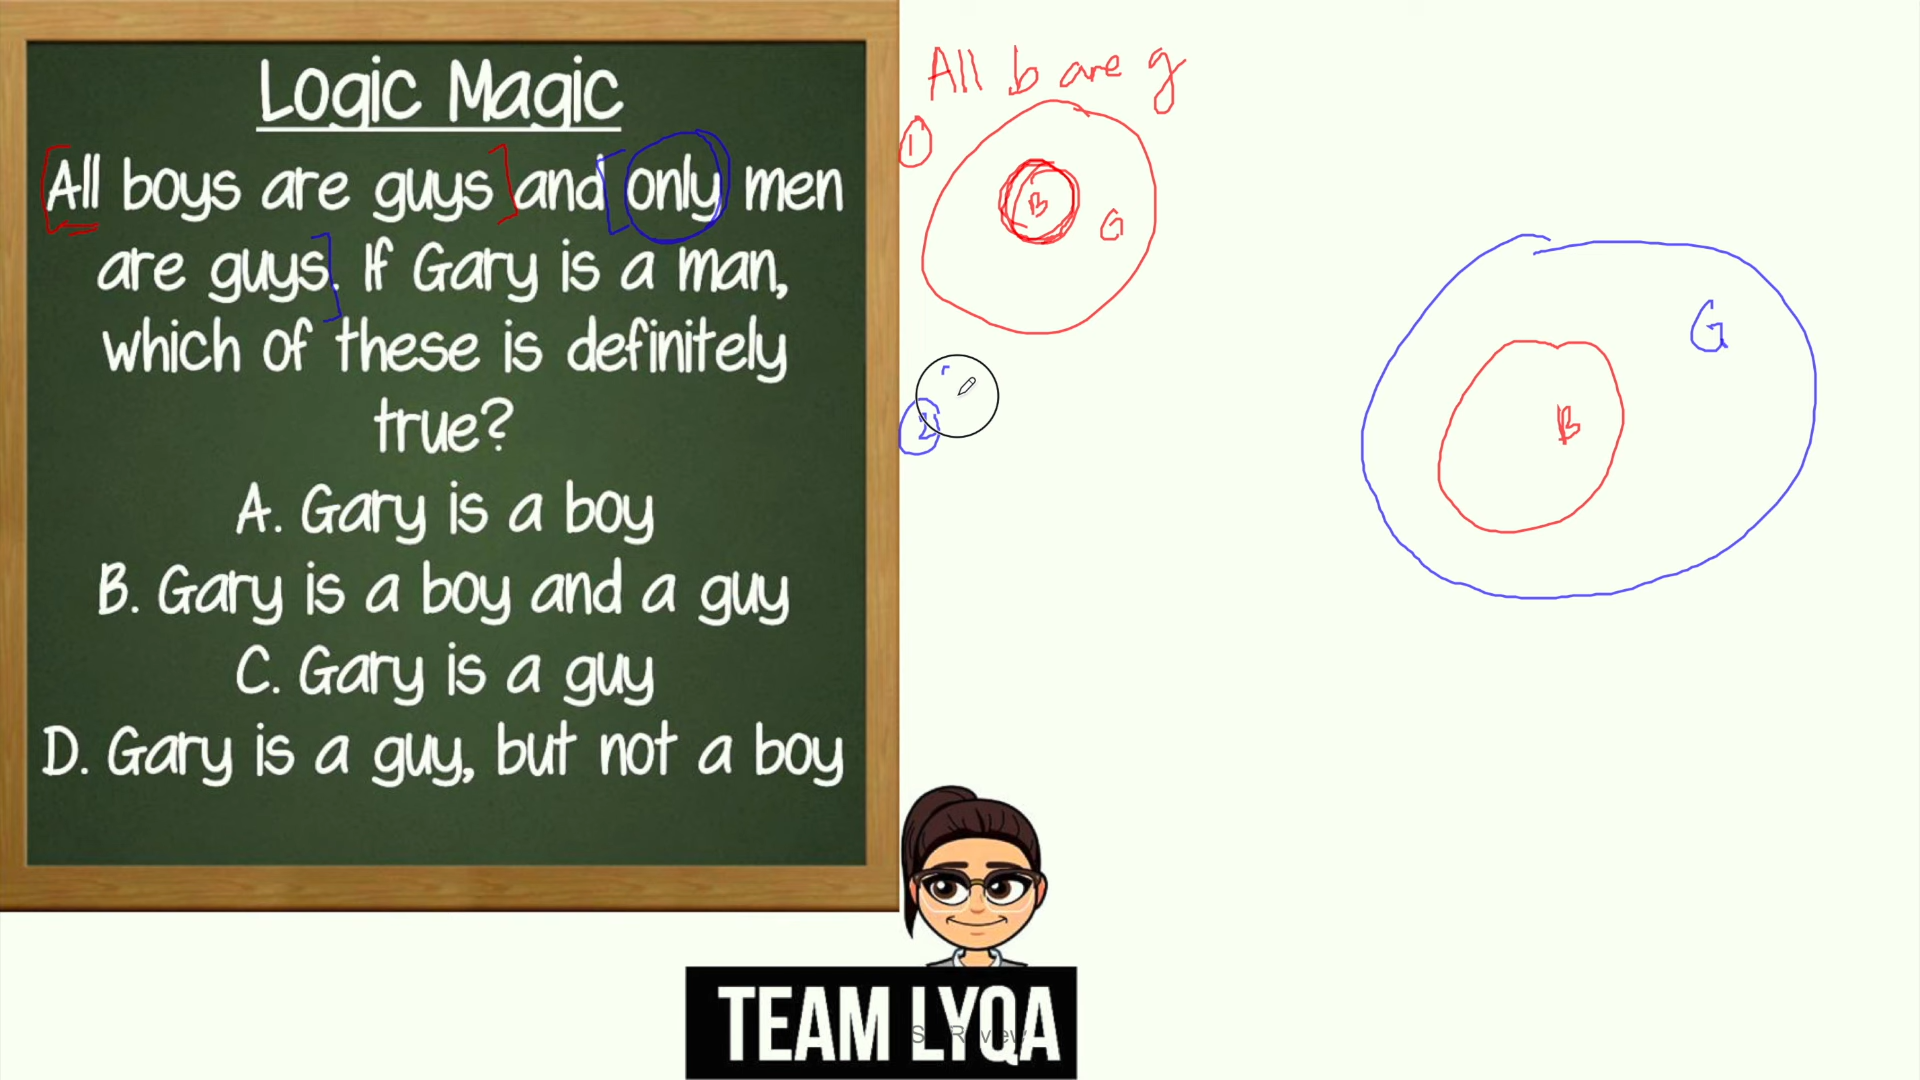 Logic Magic
All boys are guys and only men
are guys. If Gary is a man,
which of these is definitely
true?
A. Gary is a boy
B. Gary is a boy and a guy
C. Gary is a guy
D. Gary is a guy, but not a boy
All b are g
1
B
G
2
G
B
TEAM LYQA